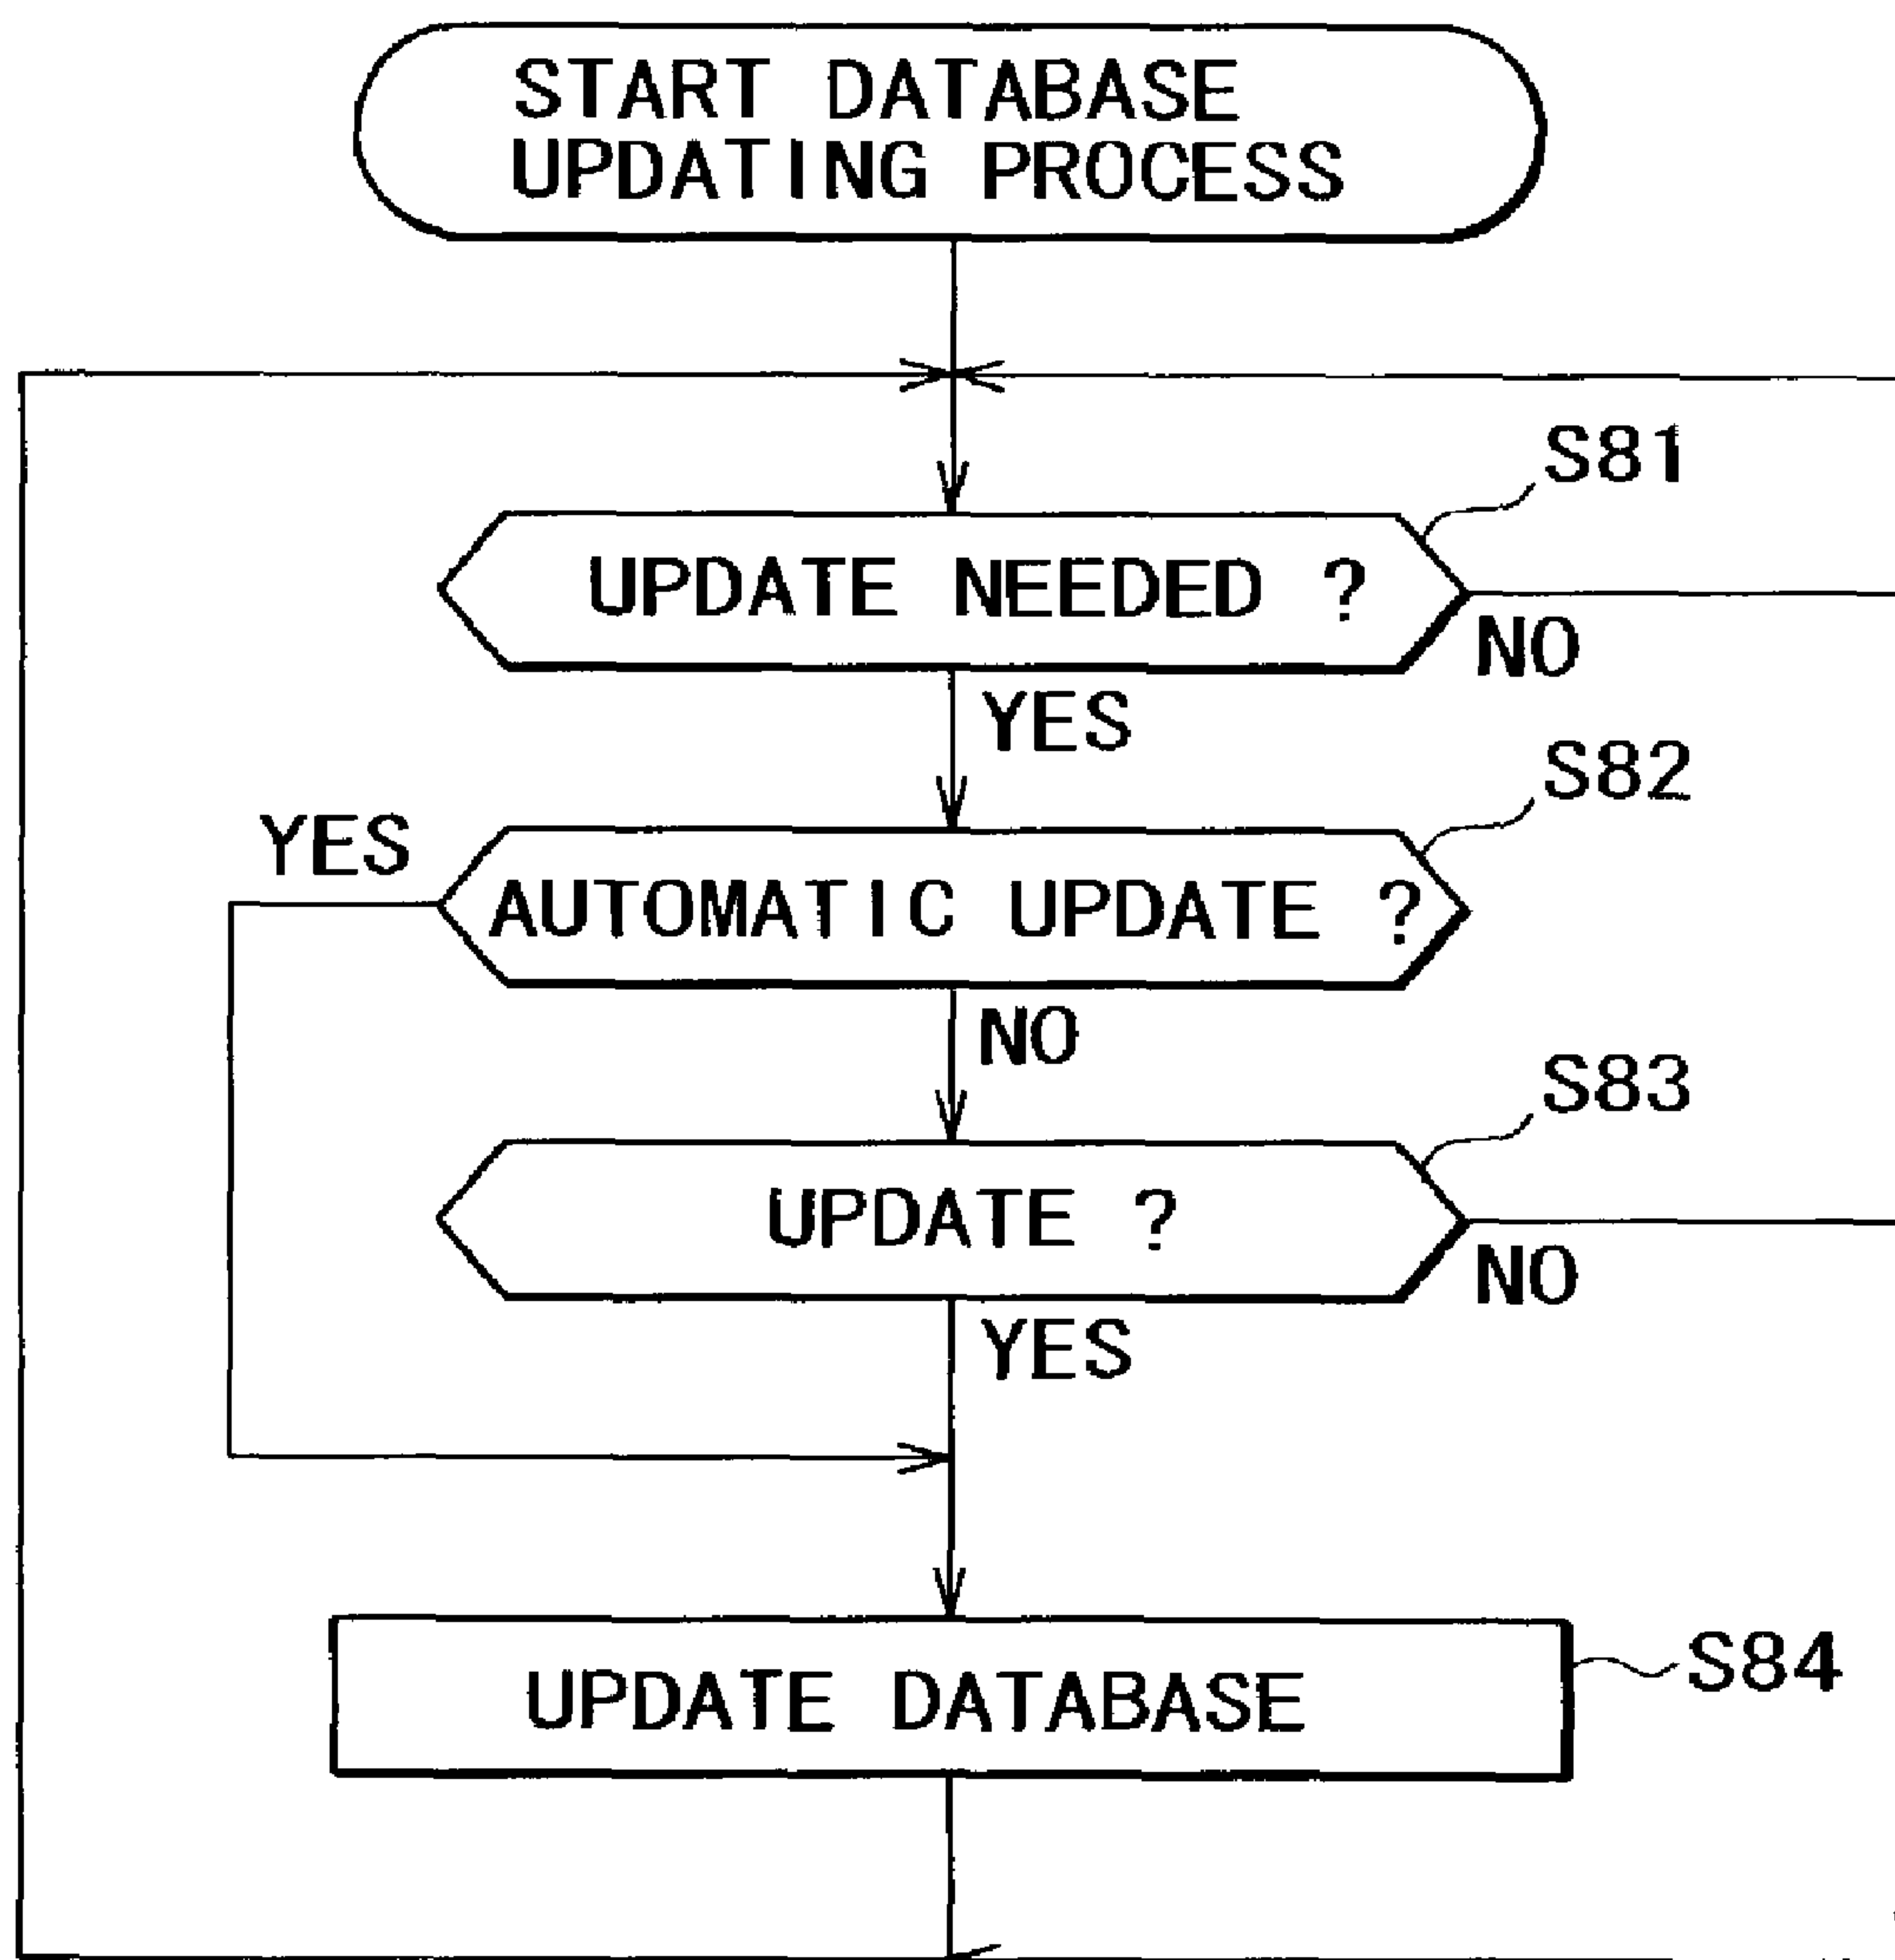 START DATABASE
UPDATING PROCESS
S81
UPDATE NEEDED ?
NO
YES
S82
YES
AUTOMATIC UPDATE ?
NO
S83
UPDATE ?
NO
YES
S84
UPDATE DATABASE